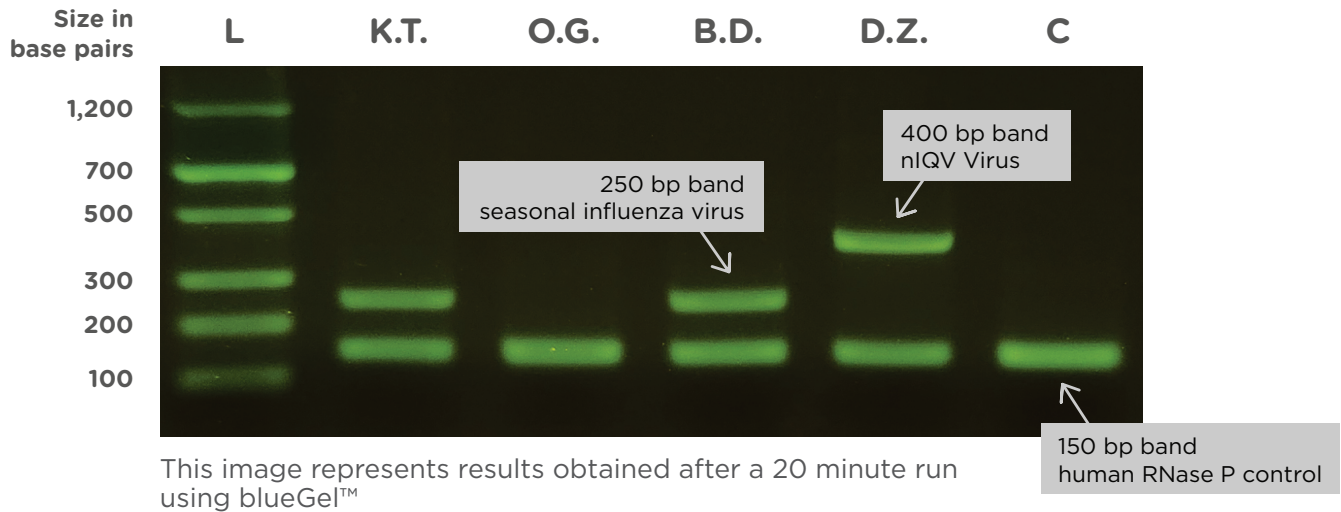 Size in
base pairs
L
K.T.
O.G.
B.D.
D.Z.
C
1,200
700
500
300
200
100
400 bp band
nIQV Virus
250 bp band
seasonal influenza virus
150 bp band
human RNase P control
This image represents results obtained after a 20 minute run
using blueGel™